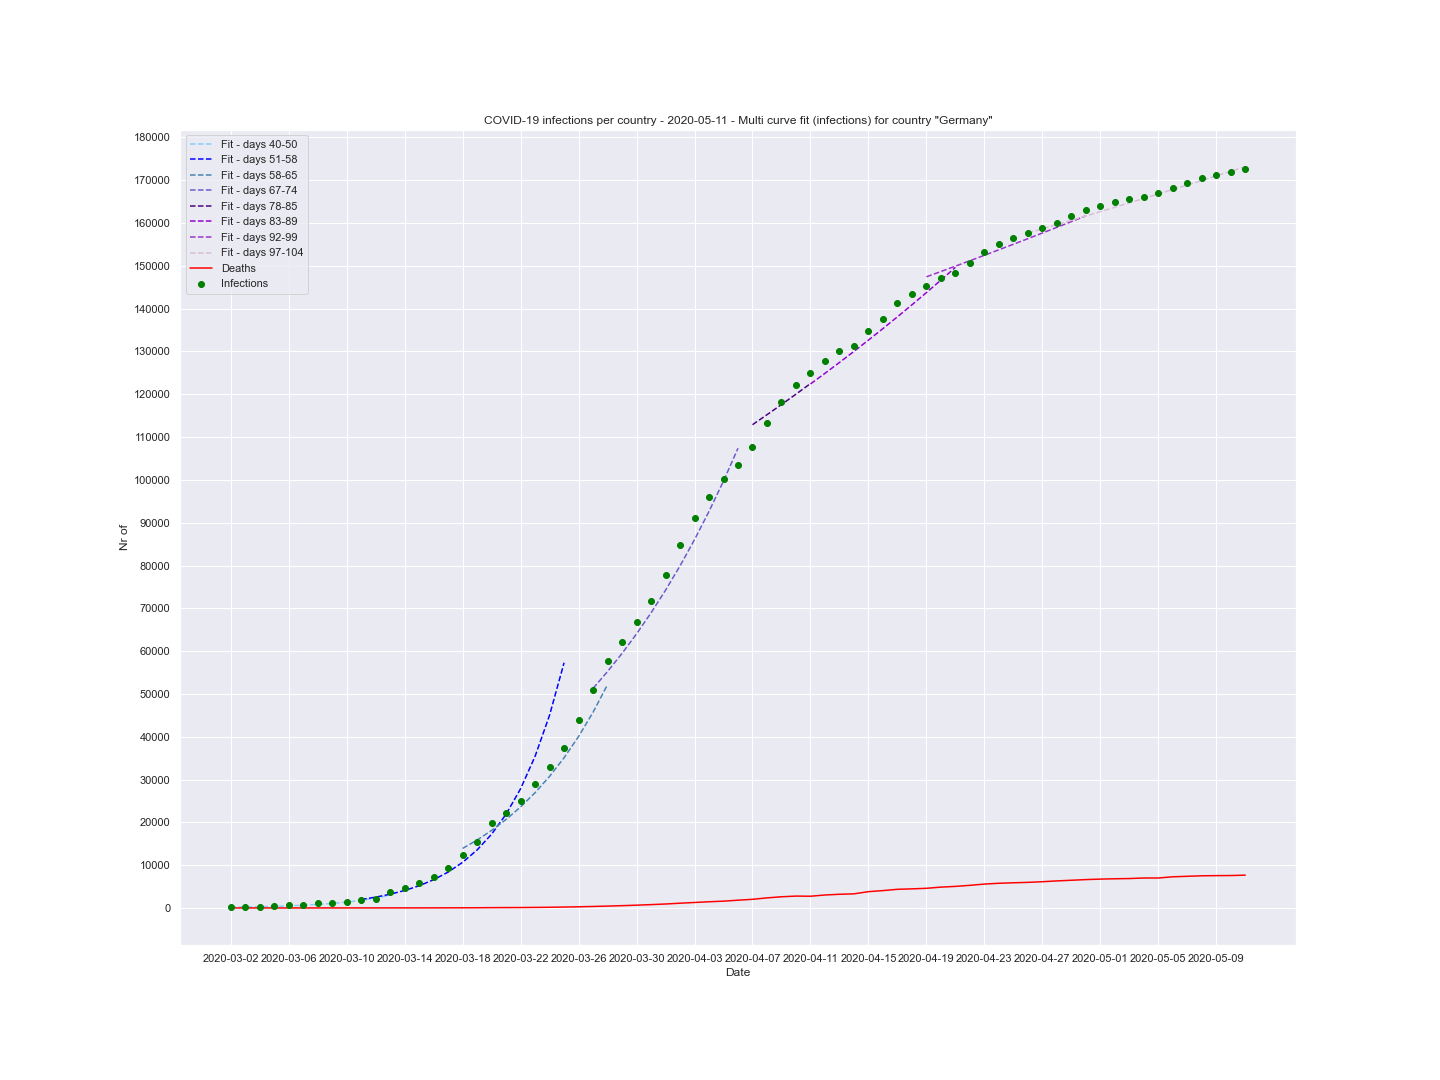 COVID-19 infections per country - 2020-05-11 - Multi curve fit (infections) for country "Germany"
180000
170000
160000
150000
140000
130000
120000
110000
100000
90000
80000
70000
60000
50000
40000
30000
20000
10000
0
Nr of
Fit - days 40-50
Fit - days 51-58
Fit - days 58-65
Fit - days 67-74
Fit - days 78-85
Fit - days 83-89
Fit - days 92-99
Fit - days 97-104
Deaths
Infections
2020-03-02 2020-03-06 2020-03-10 2020-03-14 2020-03-18 2020-03-22 2020-03-26 2020-03-30 2020-04-03 2020-04-07 2020-04-11 2020-04-15 2020-04-19 2020-04-23 2020-04-27 2020-05-01 2020-05-05 2020-05-09
Date